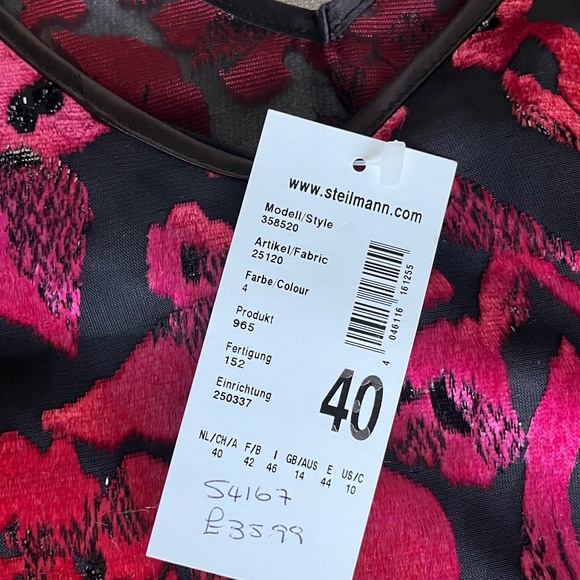 www.steilmann.com
Modell/Style
358520
Artikel/Fabric
25120
Farbe/Colour
4
Produkt
965
Fertigung
152
Einrichtung
250337
4 046116 161255
40
NL/CH/A F/B I GB/AUS E US/C
40 42 46 14 44 10
S4167
£35.99